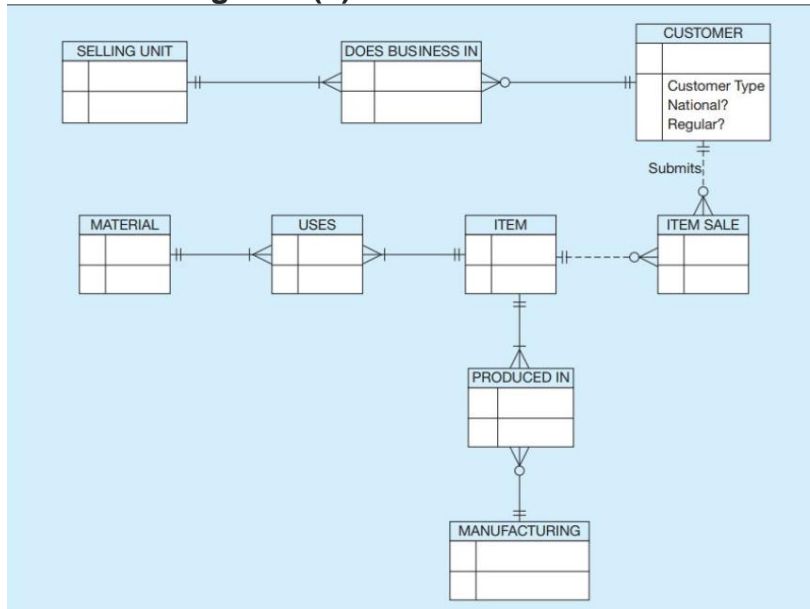 SELLING UNIT
DOES BUSINESS IN
CUSTOMER
Customer Type
National?
Regular?
Submits
MATERIAL
USES
ITEM
ITEM SALE
PRODUCED IN
MANUFACTURING